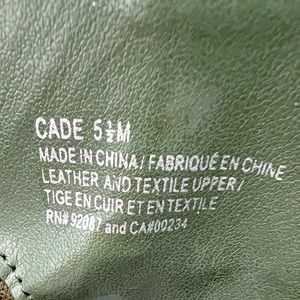 CADE 5½M
MADE IN CHINA / FABRIQUÉ EN CHINE
LEATHER AND TEXTILE UPPER /
TIGE EN CUIR ET EN TEXTILE
RN# 92087 and CA#00234